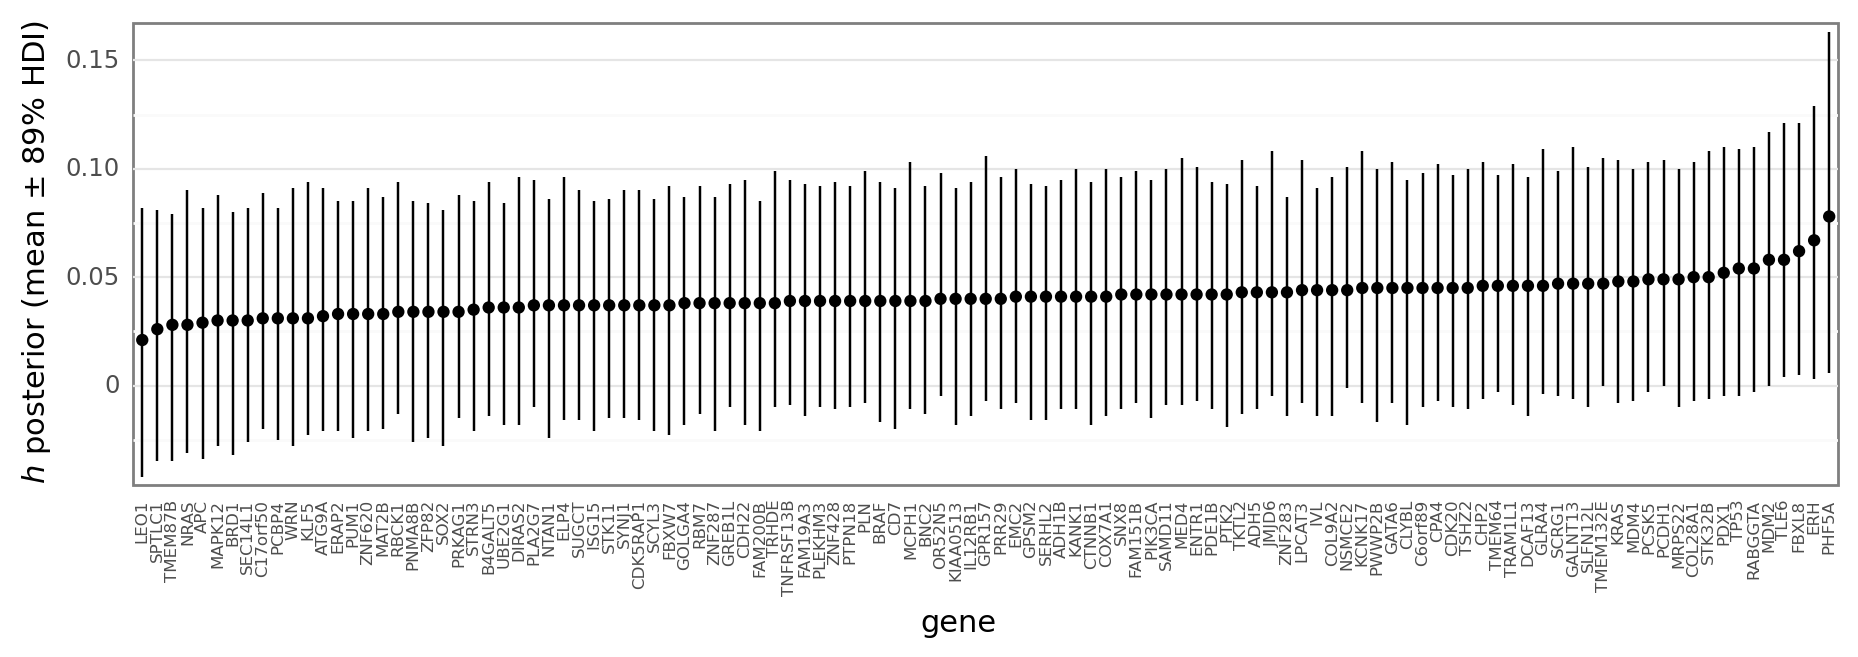 h posterior (mean ± 89% HDI)
0.15
0.10
0.05
0
LEO1
SPTLC1
TMEM87B
NRAS
APC
MAPK12
BRD1
SEC14L1
C17orf50
PCBP4
WRN
KLF5
ATG9A
ERAP2
PUM1
ZNF620
MAT2B
RBCK1
PNMA8B
ZFP82
SOX2
PRKAG1
STRN3
B4GALT5
UBE2G1
DIRAS2
PLA2G7
NTAN1
ELP4
SUGCT
ISG15
STK11
SYNJ1
CDK5RAP1
SCYL3
FBXW7
GOLGA4
RBM7
ZNF287
GREB1L
CDH22
FAM200B
TRHDE
TNFRSF13B
FAM19A3
PLEKHM3
ZNF428
PTPN18
PLN
BRAF
CD7
MCPH1
BNC2
OR52N5
KIAA0513
IL12RB1
GPR157
PRR29
EMC2
GPSM2
SERHL2
ADH1B
KANK1
CTNNB1
COX7A1
SNX8
FAM151B
PIK3CA
SAMD11
MED4
ENTR1
PDE1B
PTK2
TKTL2
ADH5
JMJD6
ZNF283
LPCAT3
IVL
COL9A2
NSMCE2
KCNK17
PWWP2B
GATA6
CLYBL
C6orf89
CPA4
CDK20
TSHZ2
CHP2
TMEM64
TRAM1L1
DCAF13
GLRA4
SCRG1
GALNT13
SLFN12L
TMEM132E
KRAS
MDM4
PCSK5
PCDH1
MRPS22
COL28A1
STK32B
PDX1
TP53
RABGGTA
MDM2
TLE6
FBXL8
ERH
PHF5A
gene